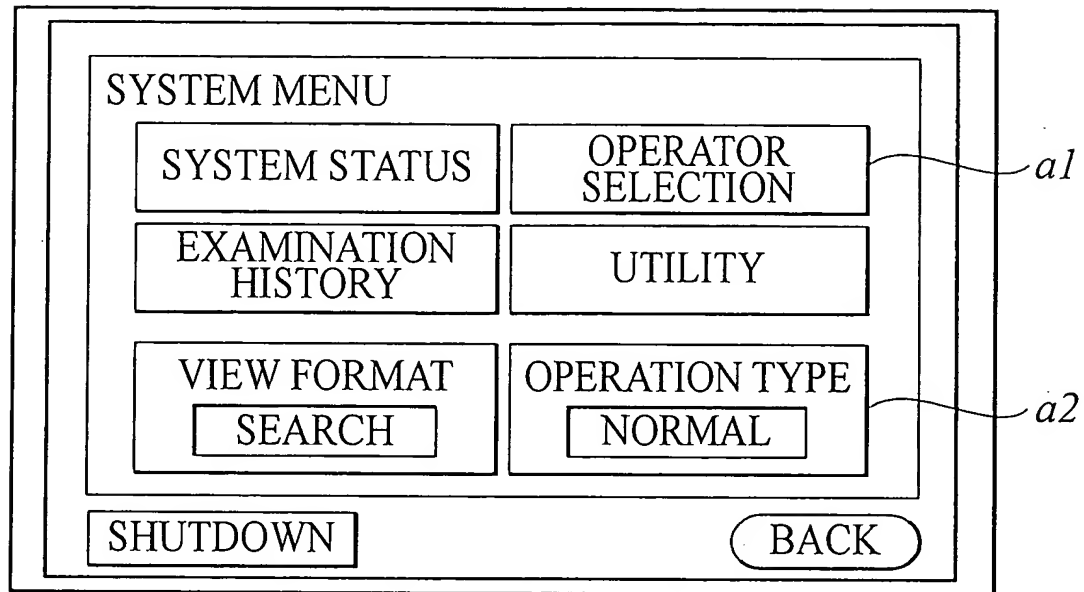 SYSTEM MENU
SYSTEM STATUS
OPERATOR
SELECTION
a1
EXAMINATION
HISTORY
UTILITY
VIEW FORMAT
SEARCH
OPERATION TYPE
NORMAL
a2
SHUTDOWN
BACK